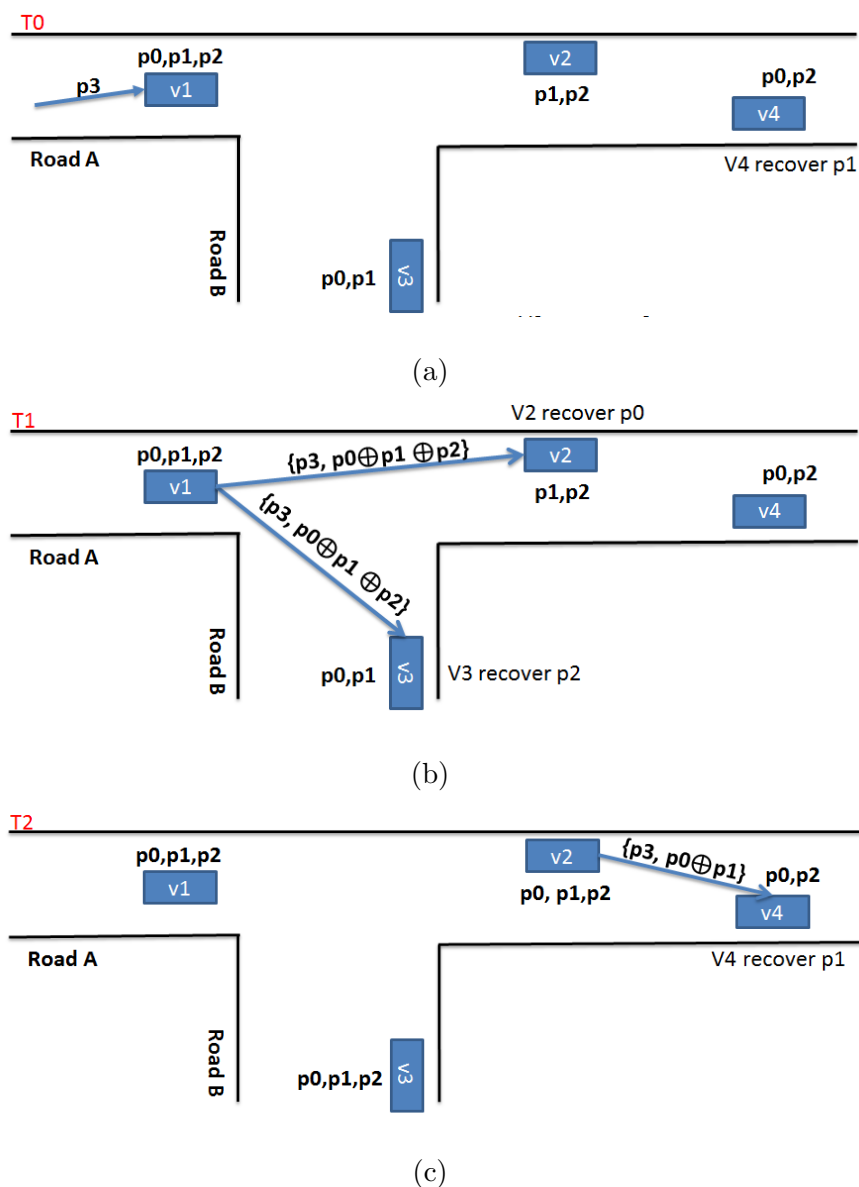 T0
p0,p1,p2
p3
v1
v2
p1,p2
p0,p2
v4
Road A
V4 recover p1
Road B
p0,p1
v3
(a)
T1
V2 recover p0
p0,p1,p2
{p3, p0⊕p1 ⊕p2}
v1
v2
p1,p2
p0,p2
v4
{p3, p0⊕p1 ⊕p2}
Road A
Road B
p0,p1
v3
V3 recover p2
(b)
T2
p0,p1,p2
v1
v2
{p3, p0⊕p1}
p0, p1,p2
p0,p2
v4
Road A
V4 recover p1
Road B
p0,p1,p2
v3
(c)